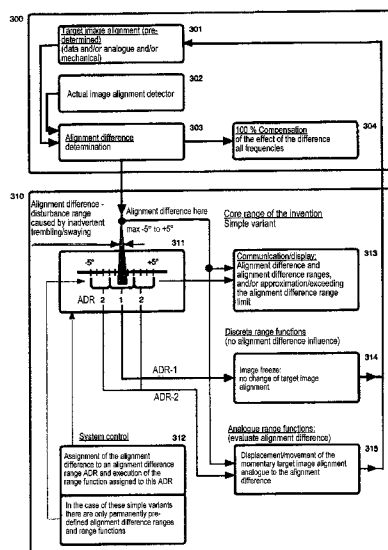 300
Target image alignment (pre-
determined)
(data and/or analogue and/or
mechanical)
301
Actual image alignment detector
302
Alignment difference
determination
303
100 % Compensation
of the effect of the difference
all frequencies
304
310
Alignment difference -
disturbance range
caused by inadvertent
trembling/swaying
Alignment difference here
max -5° to +5°
311
-5°
+5°
ADR 2 1 2
Core range of the invention
Simple variant
Communication/display:
Alignment difference and
alignment difference ranges,
and/or approximation/exceeding
the alignment difference range
limit
313
Discrete range functions
(no alignment difference influence)
ADR-1
ADR-2
Image freeze:
no change of target image
alignment
314
Analogue range functions:
(evaluate alignment difference)
Displacement/movement of the
momentary target image alignment
analogue to the alignment
difference
315
System control
312
Assignment of the alignment
difference to an alignment difference
range ADR and execution of the
range function assigned to this ADR
In the case of these simple variants
there are only permanently pre-
defined alignment difference ranges
and range functions